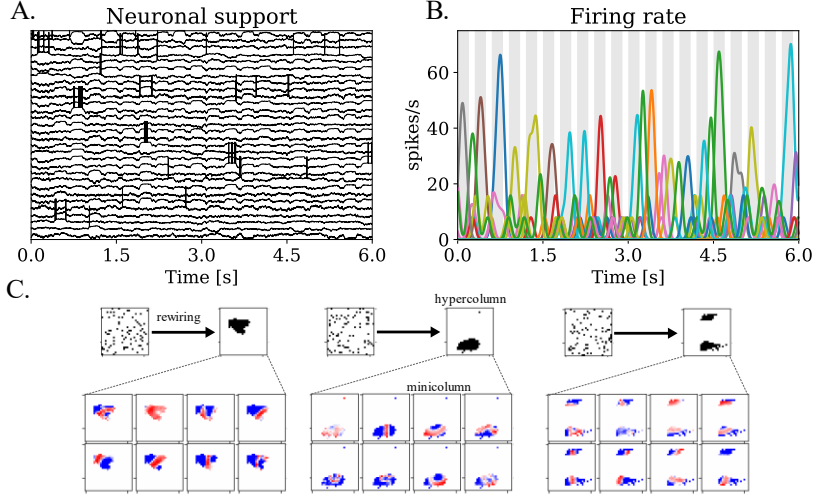 A.
Neuronal support
0.0 1.5 3.0 4.5 6.0
Time [s]
B.
Firing rate
spikes/s
60
40
20
0
0.0 1.5 3.0 4.5 6.0
Time [s]
C.
rewiring
hypercolumn
minicolumn